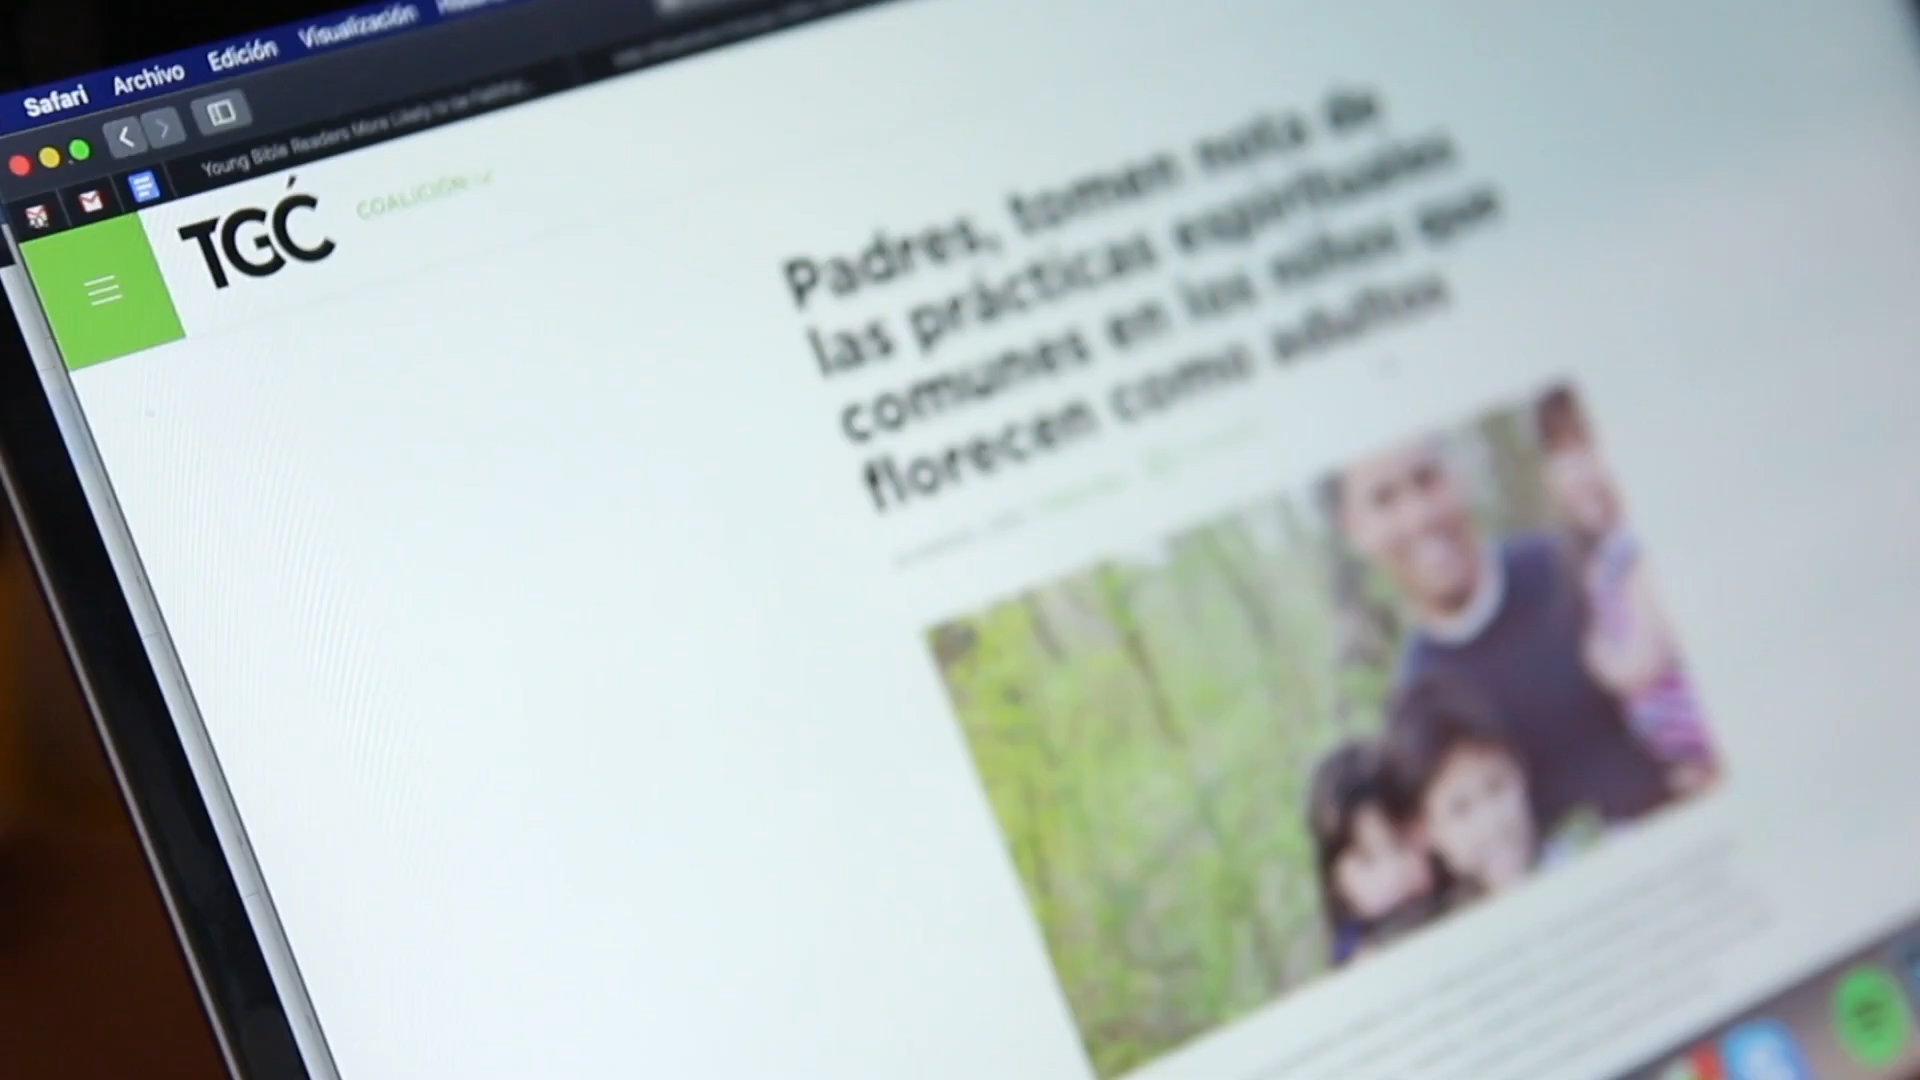 Safari Archivo Edición Visualización
Young Bible Readers More Likely to be Faithful...
TGĆ COALICIÓN
Padres, tomen nota de
las prácticas espirituales
comunes en los niños que
florecen como adultos